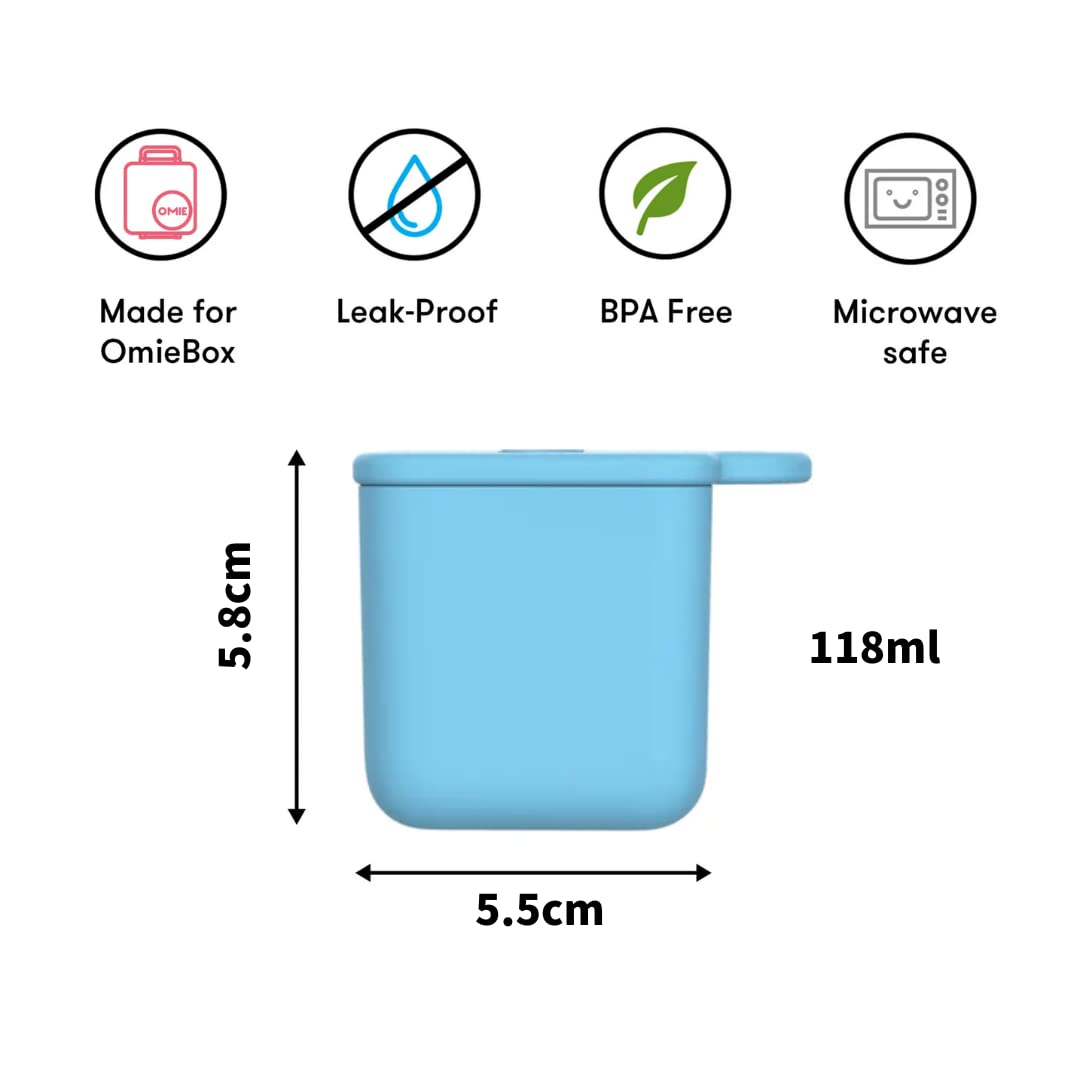 OMIE
Made for
OmieBox
Leak-Proof
BPA Free
Microwave
safe
5.8cm
118ml
5.5cm